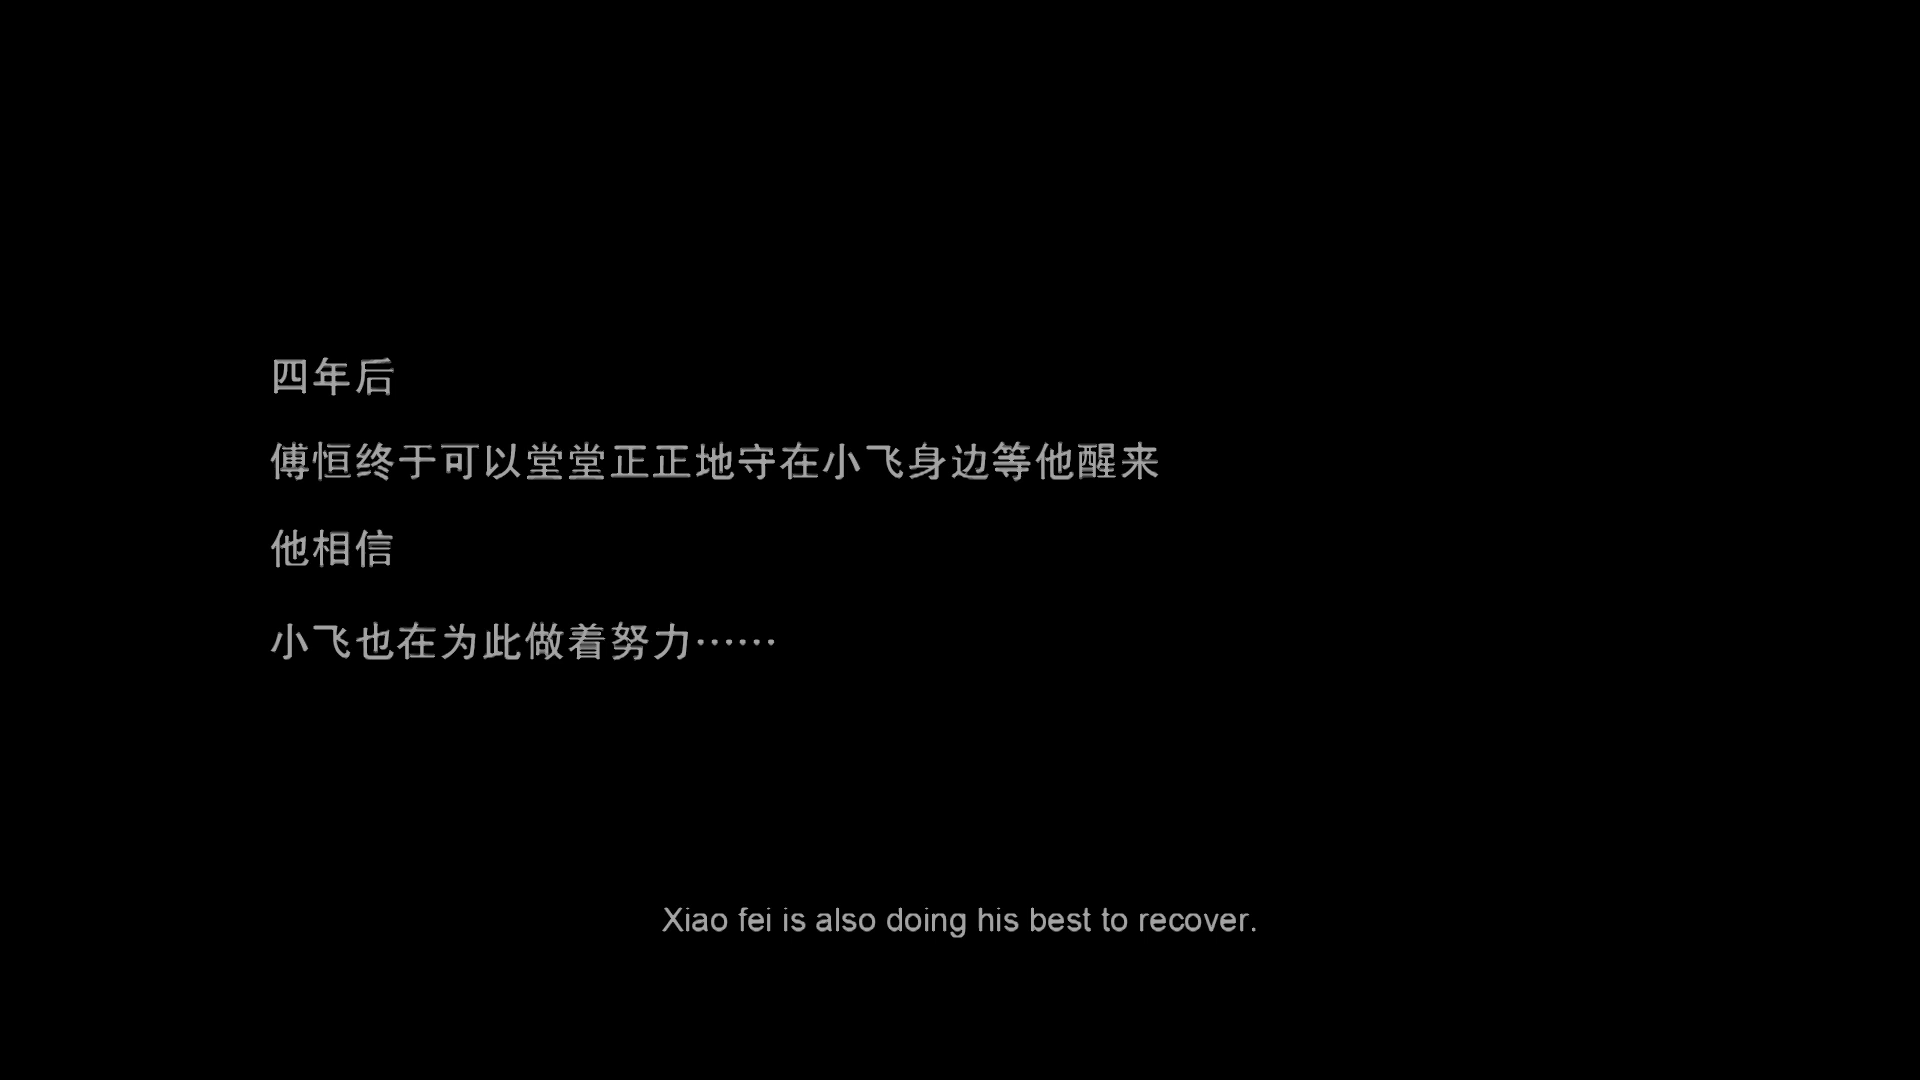 四年后
傅恒终于可以堂堂正正地守在小飞身边等他醒来
他相信
小飞也在为此做着努力……
Xiao fei is also doing his best to recover.